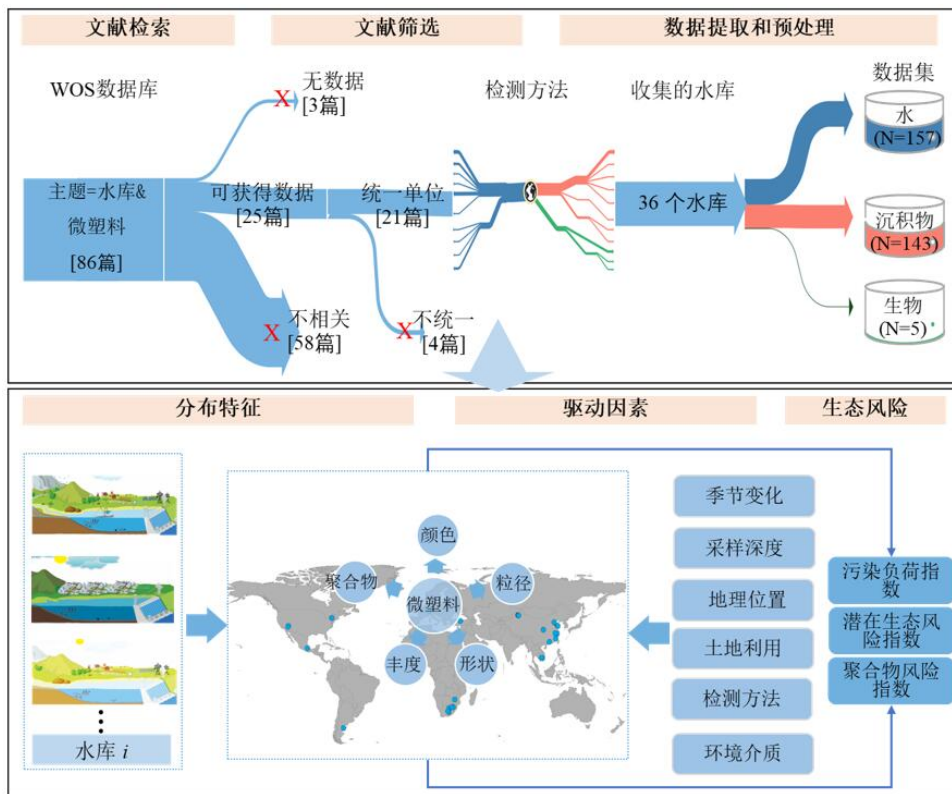 文献检索
文献筛选
数据提取和预处理
WOS数据库
无数据
[3篇]
检测方法
收集的水库
数据集
水
(N=157)
主题=水库&
微塑料
[86篇]
可获得数据
[25篇]
统一单位
[21篇]
36 个水库
沉积物
(N=143)
X
X
不相关
[58篇]
X
不统一
[4篇]
生物
(N=5)
分布特征
驱动因素
生态风险
颜色
聚合物
微塑料
粒径
丰度
形状
水库 i
季节变化
采样深度
地理位置
土地利用
检测方法
环境介质
污染负荷指
数
潜在生态风
险指数
聚合物风险
指数